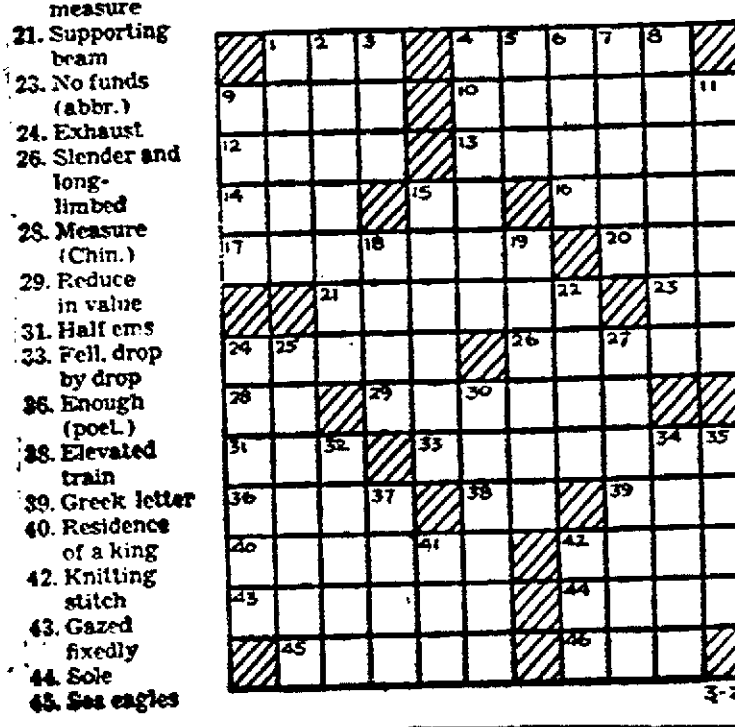 measure
21. Supporting
beam
23. No funds
(abbr.)
24. Exhaust
26. Slender and
long-
limbed
28. Measure
(Chin.)
29. Reduce
in value
31. Half ems
33. Fell, drop
by drop
36. Enough
(poet.)
38. Elevated
train
39. Greek letter
40. Residence
of a king
42. Knitting
stitch
43. Gazed
fixedly
44. Sole
45. Sea eagles
1 2 3 4 5 6 7 8
9 10 11
12 13
14 15 16
17 18 19 20
21 22 23
24 25 26 27
28 29 30
31 32 33 34 35
36 37 38 39
40 41 42
43 44
45 46